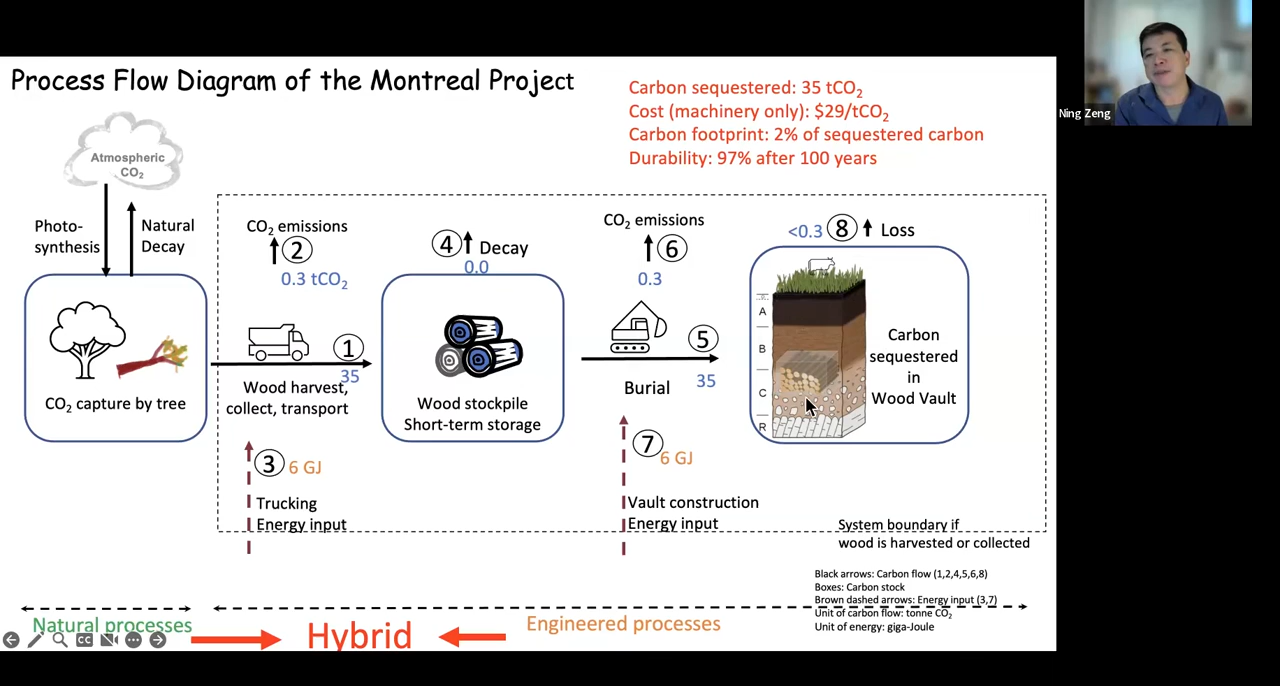 Process Flow Diagram of the Montreal Project
Carbon sequestered: 35 tCO₂
Cost (machinery only): $29/tCO₂
Carbon footprint: 2% of sequestered carbon
Durability: 97% after 100 years
Ning Zeng
Atmospheric
CO₂
Photo-
synthesis
Natural
Decay
CO₂ capture by tree
CO₂ emissions
2
0.3 tCO₂
1
35
Wood harvest,
collect, transport
3 6 GJ
Trucking
Energy input
4 Decay
0.0
Wood stockpile
Short-term storage
CO₂ emissions
6
0.3
5
35
Burial
7 6 GJ
Vault construction
Energy input
<0.3 8 Loss
A
B
C
R
Carbon
sequestered
in
Wood Vault
System boundary if
wood is harvested or collected
Black arrows: Carbon flow (1,2,4,5,6,8)
Boxes: Carbon stock
Brown dashed arrows: Energy input (3,7)
Unit of carbon flow: tonne CO₂
Unit of energy: giga-Joule
Natural processes
Hybrid
Engineered processes
CC